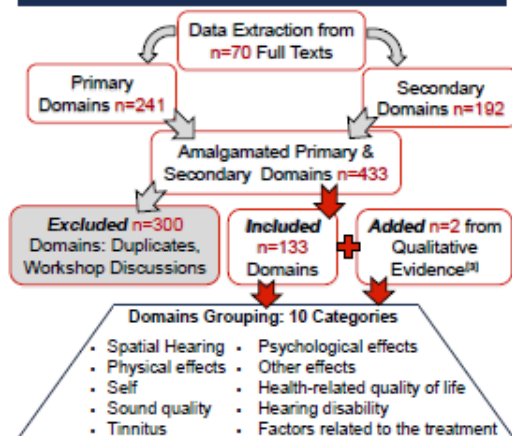 Data Extraction from
n=70 Full Texts
Primary
Domains n=241
Secondary
Domains n=192
Amalgamated Primary &
Secondary Domains n=433
Excluded n=300
Domains: Duplicates,
Workshop Discussions
Included
n=133
Domains
Added n=2 from
Qualitative
Evidence[3]
Domains Grouping: 10 Categories
• Spatial Hearing
• Physical effects
• Self
• Sound quality
• Tinnitus
• Psychological effects
• Other effects
• Health-related quality of life
• Hearing disability
• Factors related to the treatment